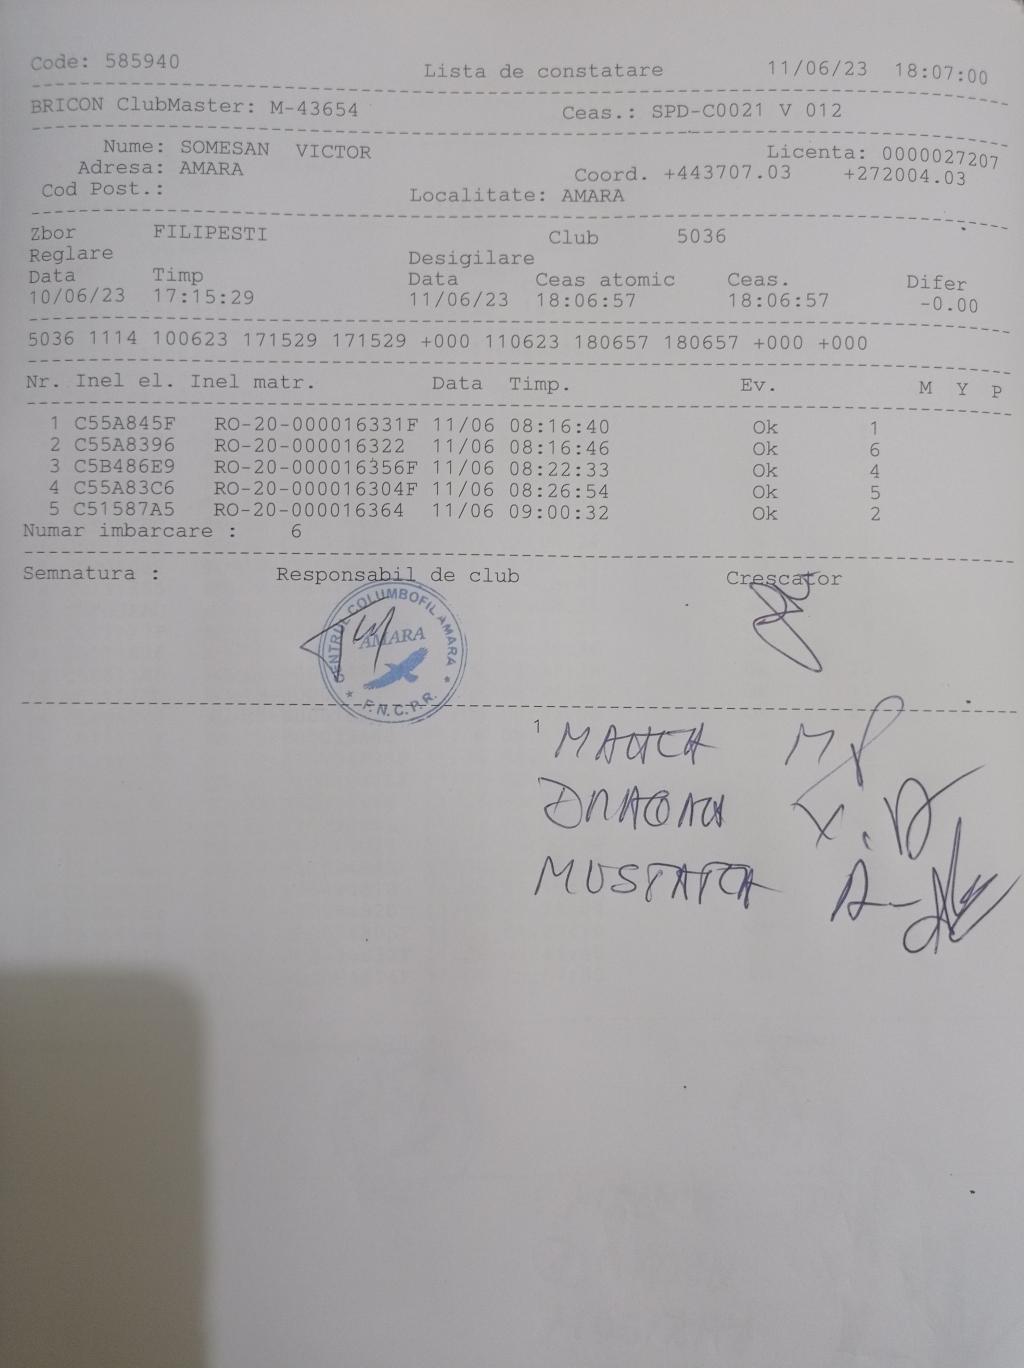 Code: 585940 Lista de constatare 11/06/23 18:07:00
BRICON ClubMaster: M-43654 Ceas.: SPD-C0021 V 012
Nume: SOMESAN VICTOR Licenta: 0000027207
Adresa: AMARA Coord. +443707.03 +272004.03
Cod Post.: Localitate: AMARA
Zbor FILIPESTI Club 5036
Reglare Desigilare
Data Timp Data Ceas atomic Ceas. Difer
10/06/23 17:15:29 11/06/23 18:06:57 18:06:57 -0.00
5036 1114 100623 171529 171529 +000 110623 180657 180657 +000 +000
Nr. Inel el. Inel matr. Data Timp. Ev. M Y P
1 C55A845F RO-20-000016331F 11/06 08:16:40 Ok 1
2 C55A8396 RO-20-000016322 11/06 08:16:46 Ok 6
3 C5B486E9 RO-20-000016356F 11/06 08:22:33 Ok 4
4 C55A83C6 RO-20-000016304F 11/06 08:26:54 Ok 5
5 C51587A5 RO-20-000016364 11/06 09:00:32 Ok 2
Numar imbarcare : 6
Semnatura : Responsabil de club Crescator
CENTRUL COLUMBOFIL AMARA
AMARA
* F.N.C.P.R. *
1
MUSTATEA